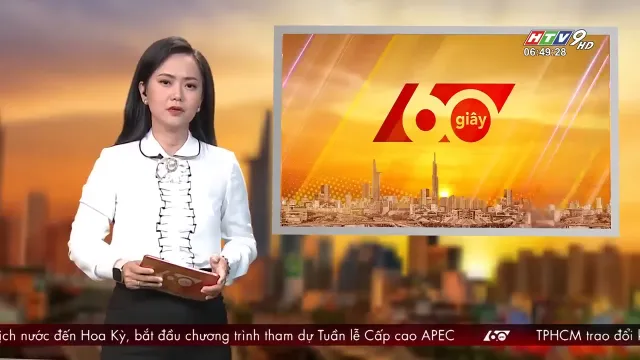 HTV9 HD
06:49:28
60 giây
ịch nước đến Hoa Kỳ, bắt đầu chương trình tham dự Tuần lễ Cấp cao APEC 60 TPHCM trao đổi